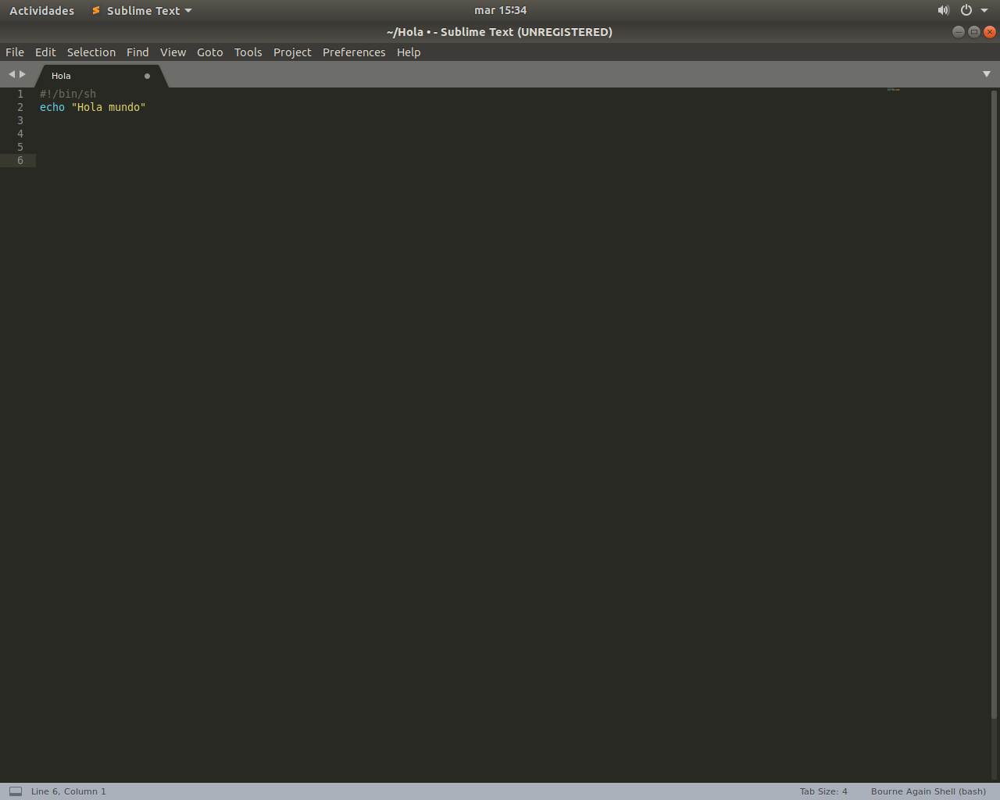 Actividades Sublime Text mar 15:34
~/Hola • - Sublime Text (UNREGISTERED)
File Edit Selection Find View Goto Tools Project Preferences Help
Hola
1 #!/bin/sh
2 echo "Hola mundo"
3
4
5
6
Line 6, Column 1 Tab Size: 4 Bourne Again Shell (bash)